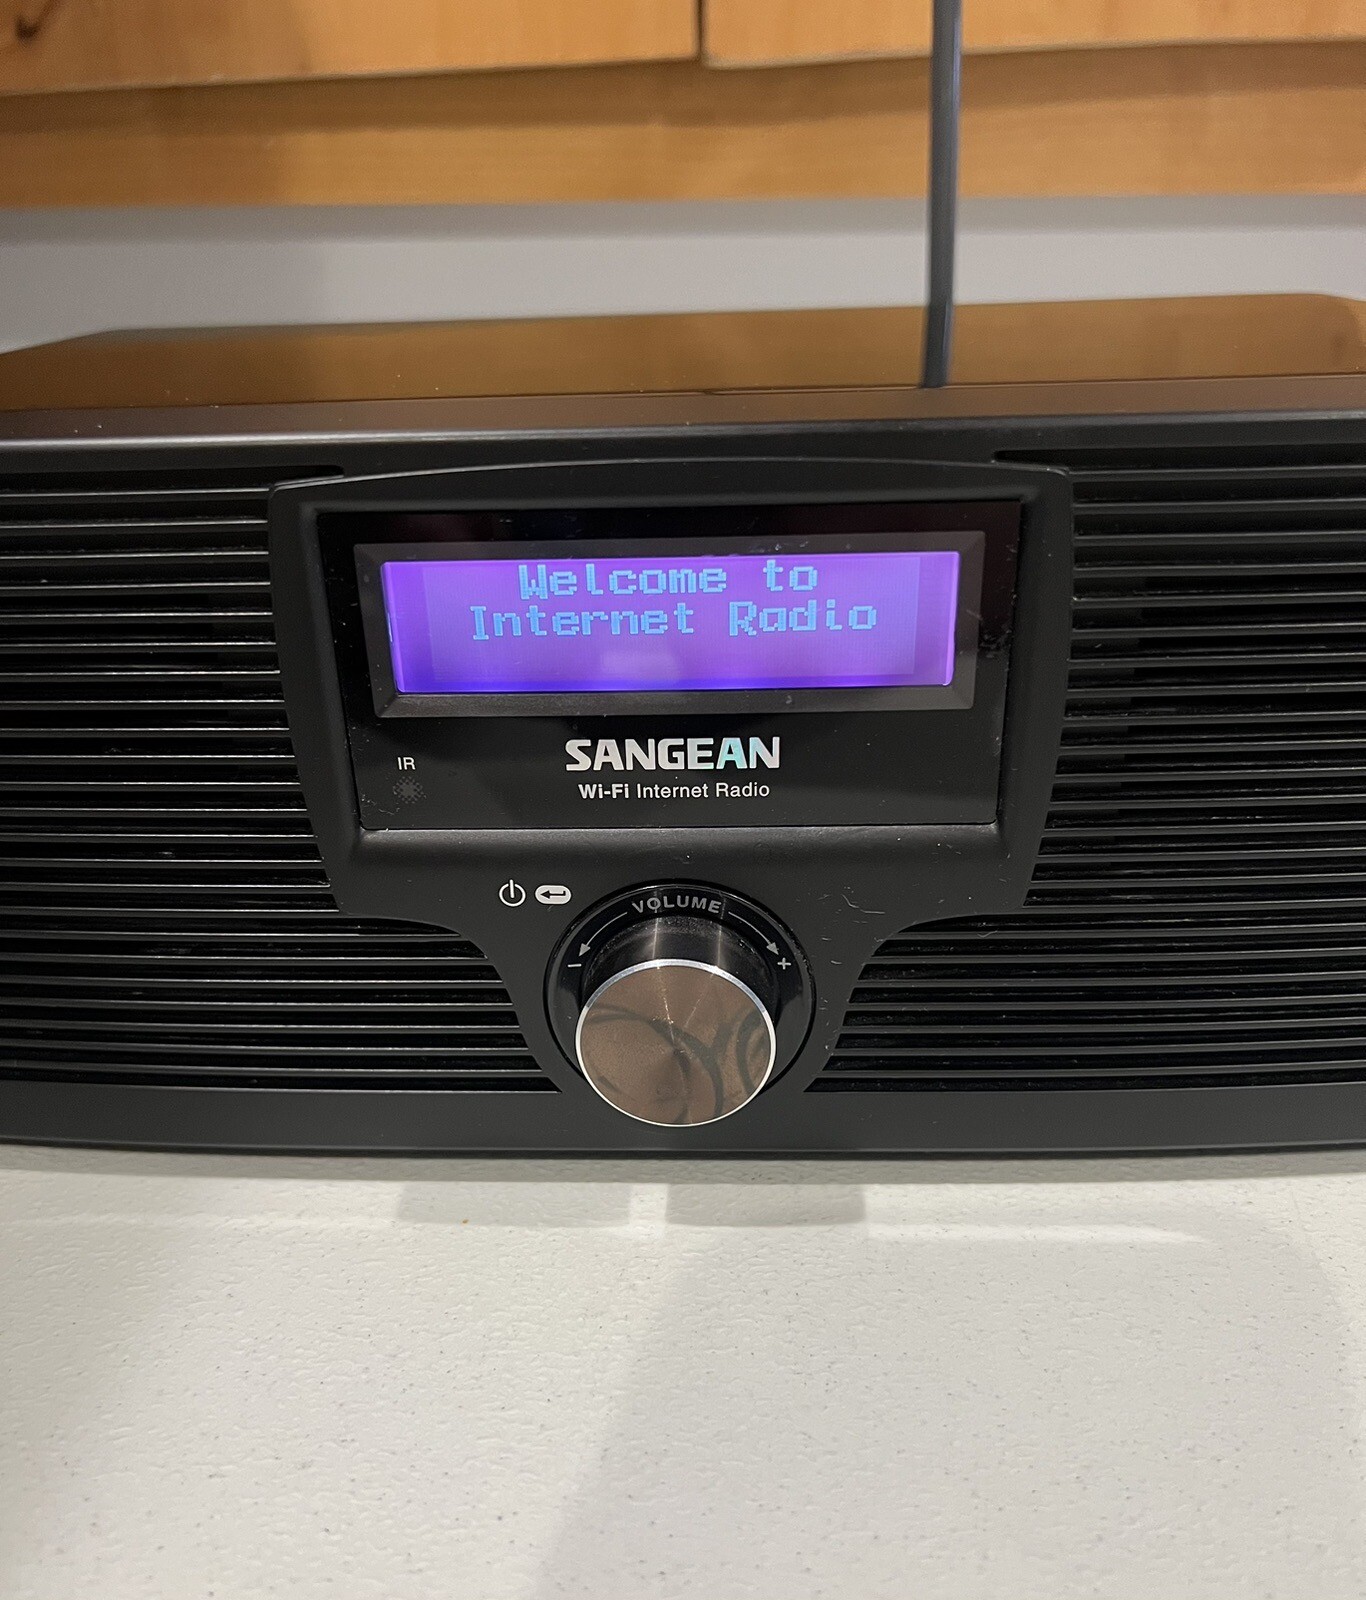 Welcome to
Internet Radio
SANGEAN
IR
Wi-Fi Internet Radio
VOLUME
- +